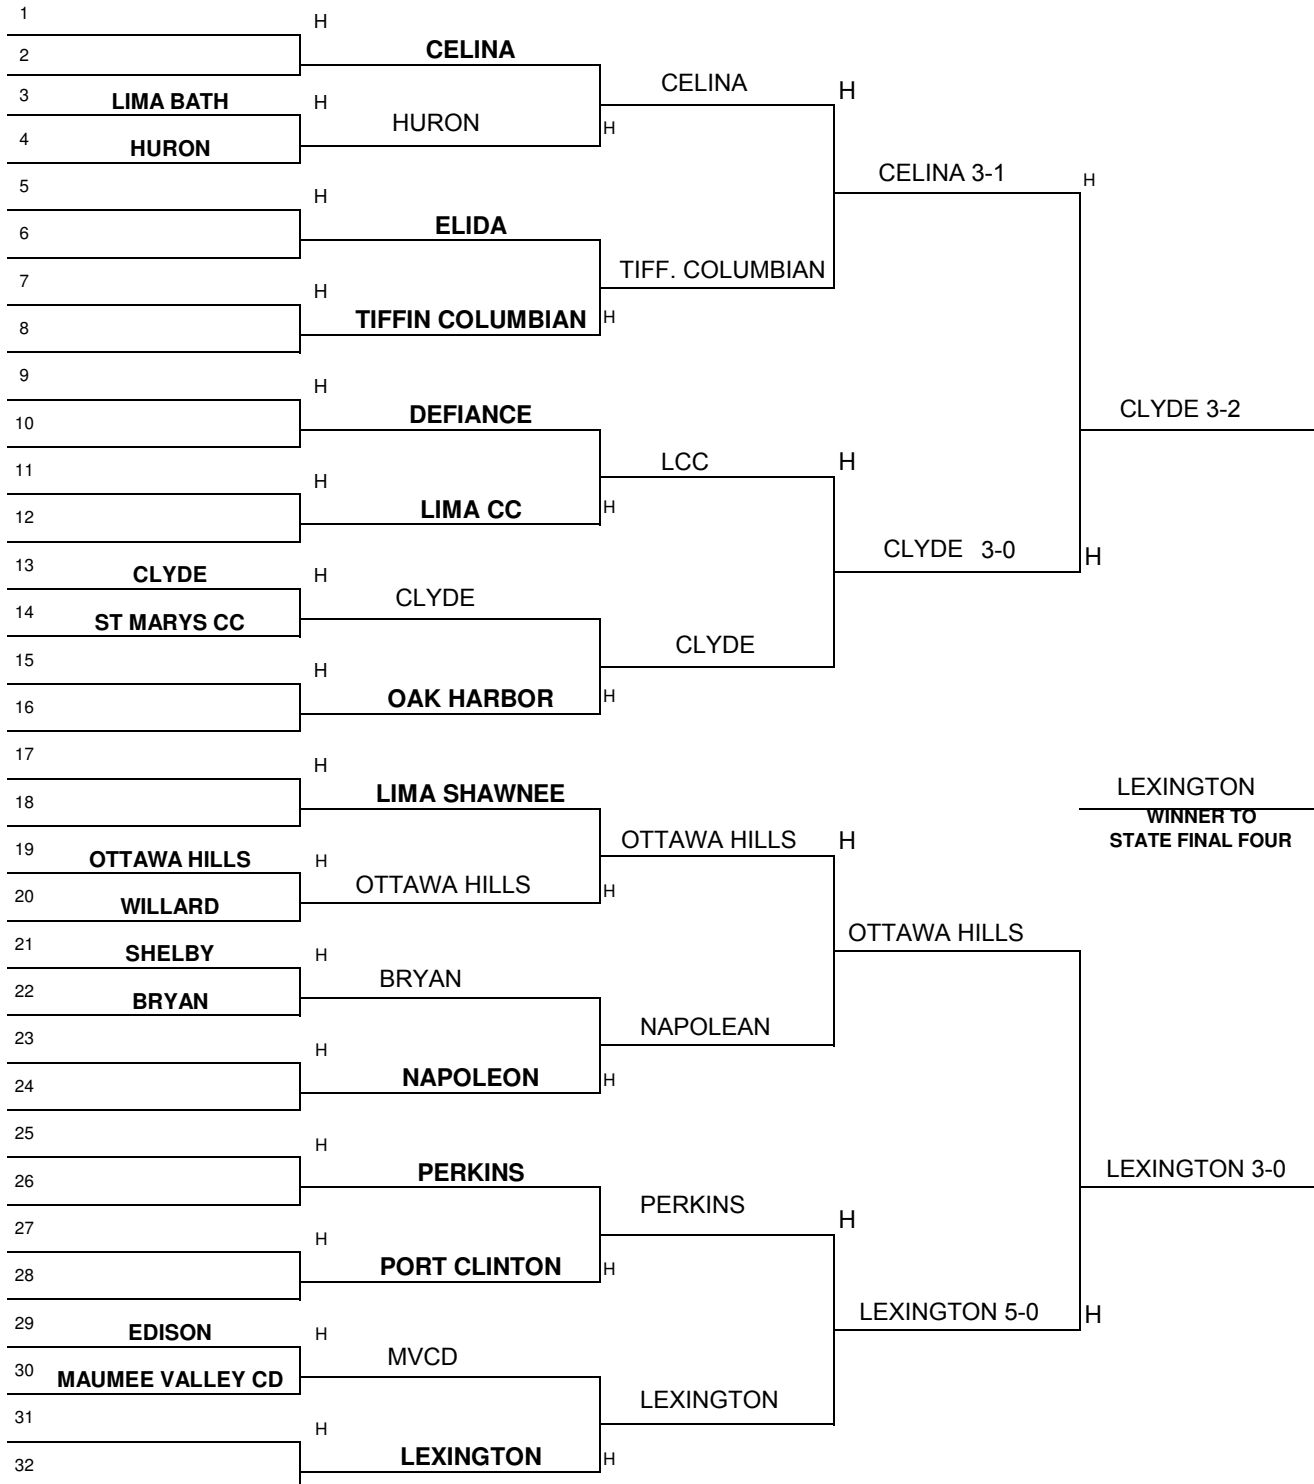 1
H
2
CELINA
CELINA
H
3
LIMA BATH
H
HURON
H
4
HURON
CELINA 3-1
H
5
H
6
ELIDA
TIFF. COLUMBIAN
7
H
TIFFIN COLUMBIAN
H
8
9
H
10
DEFIANCE
CLYDE 3-2
11
LCC
H
H
12
LIMA CC
H
CLYDE 3-0
H
13
CLYDE
H
14
ST MARYS CC
CLYDE
CLYDE
15
H
16
OAK HARBOR
H
17
H
18
LIMA SHAWNEE
LEXINGTON
WINNER TO
STATE FINAL FOUR
19
OTTAWA HILLS
H
OTTAWA HILLS
H
20
WILLARD
OTTAWA HILLS
H
OTTAWA HILLS
21
SHELBY
H
22
BRYAN
BRYAN
NAPOLEAN
23
H
24
NAPOLEON
H
25
H
26
PERKINS
LEXINGTON 3-0
PERKINS
H
27
H
28
PORT CLINTON
H
LEXINGTON 5-0
H
29
EDISON
H
30
MAUMEE VALLEY CD
MVCD
LEXINGTON
31
H
32
LEXINGTON
H